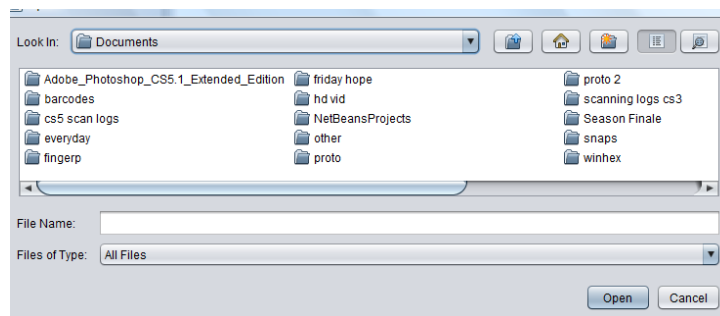 Look In: Documents
Adobe_Photoshop_CS5.1_Extended_Edition friday hope proto 2
barcodes hd vid scanning logs cs3
cs5 scan logs NetBeansProjects Season Finale
everyday other snaps
fingerp proto winhex
File Name:
Files of Type: All Files
Open Cancel